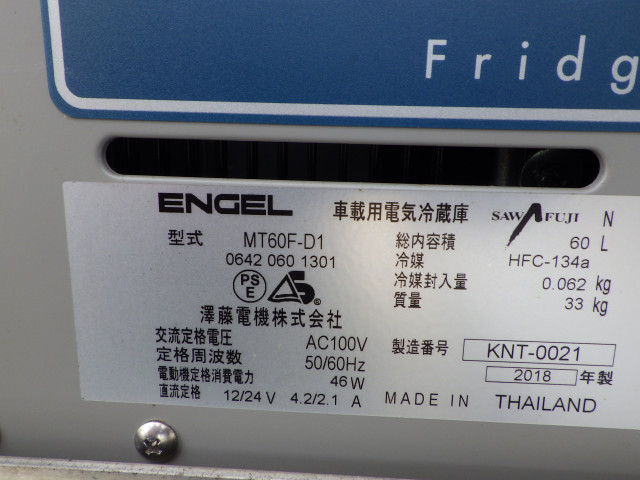 Fridg
ENGEL 車載用電気冷蔵庫 SAWAFUJI N
型式 MT60F-D1
0642 060 1301
総内容積 60 L
冷媒 HFC-134a
冷媒封入量 0.062 kg
質量 33 kg
PS
E
S
澤藤電機株式会社
交流定格電圧 AC100V
定格周波数 50/60Hz
電動機定格消費電力 46W
直流定格 12/24 V 4.2/2.1 A
製造番号 KNT-0021
2018 年製
MADE IN THAILAND